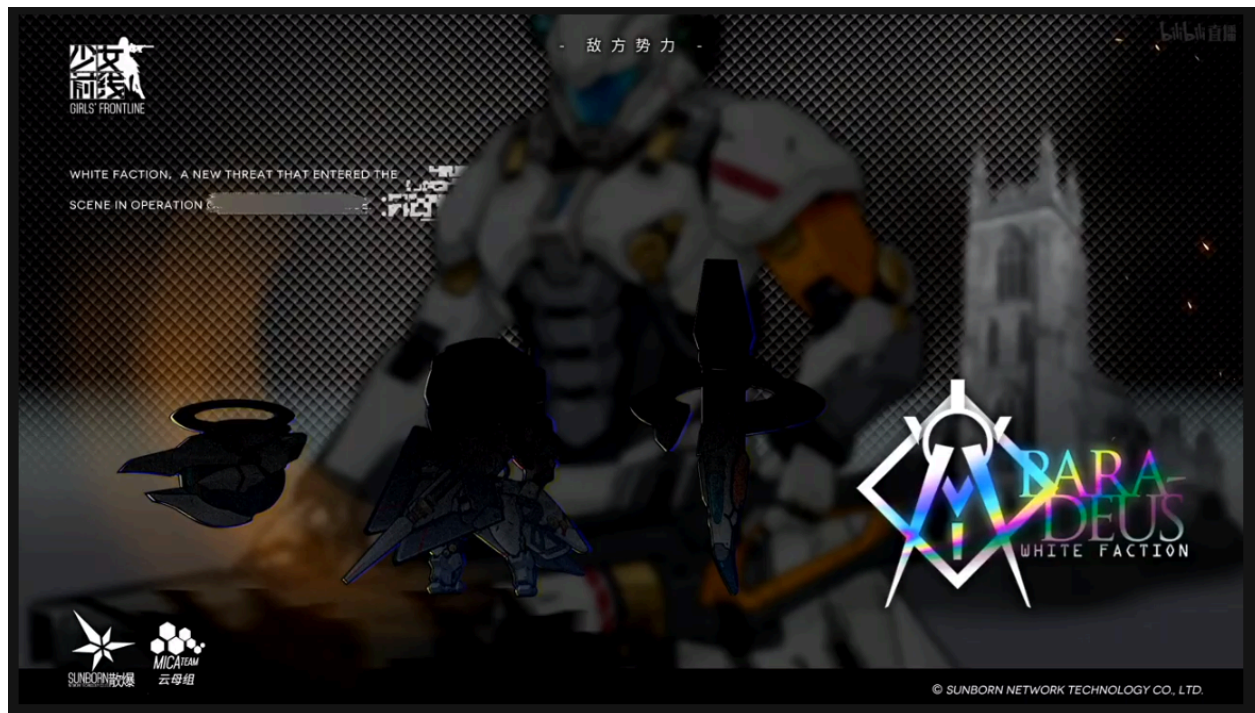 - 敌方势力 -
bilibili直播
少女前线
GIRLS' FRONTLINE
WHITE FACTION, A NEW THREAT THAT ENTERED THE
SCENE IN OPERATION
PARA-
DEUS
WHITE FACTION
SUNBORN散爆
MICATEAM
云母组
© SUNBORN NETWORK TECHNOLOGY CO., LTD.